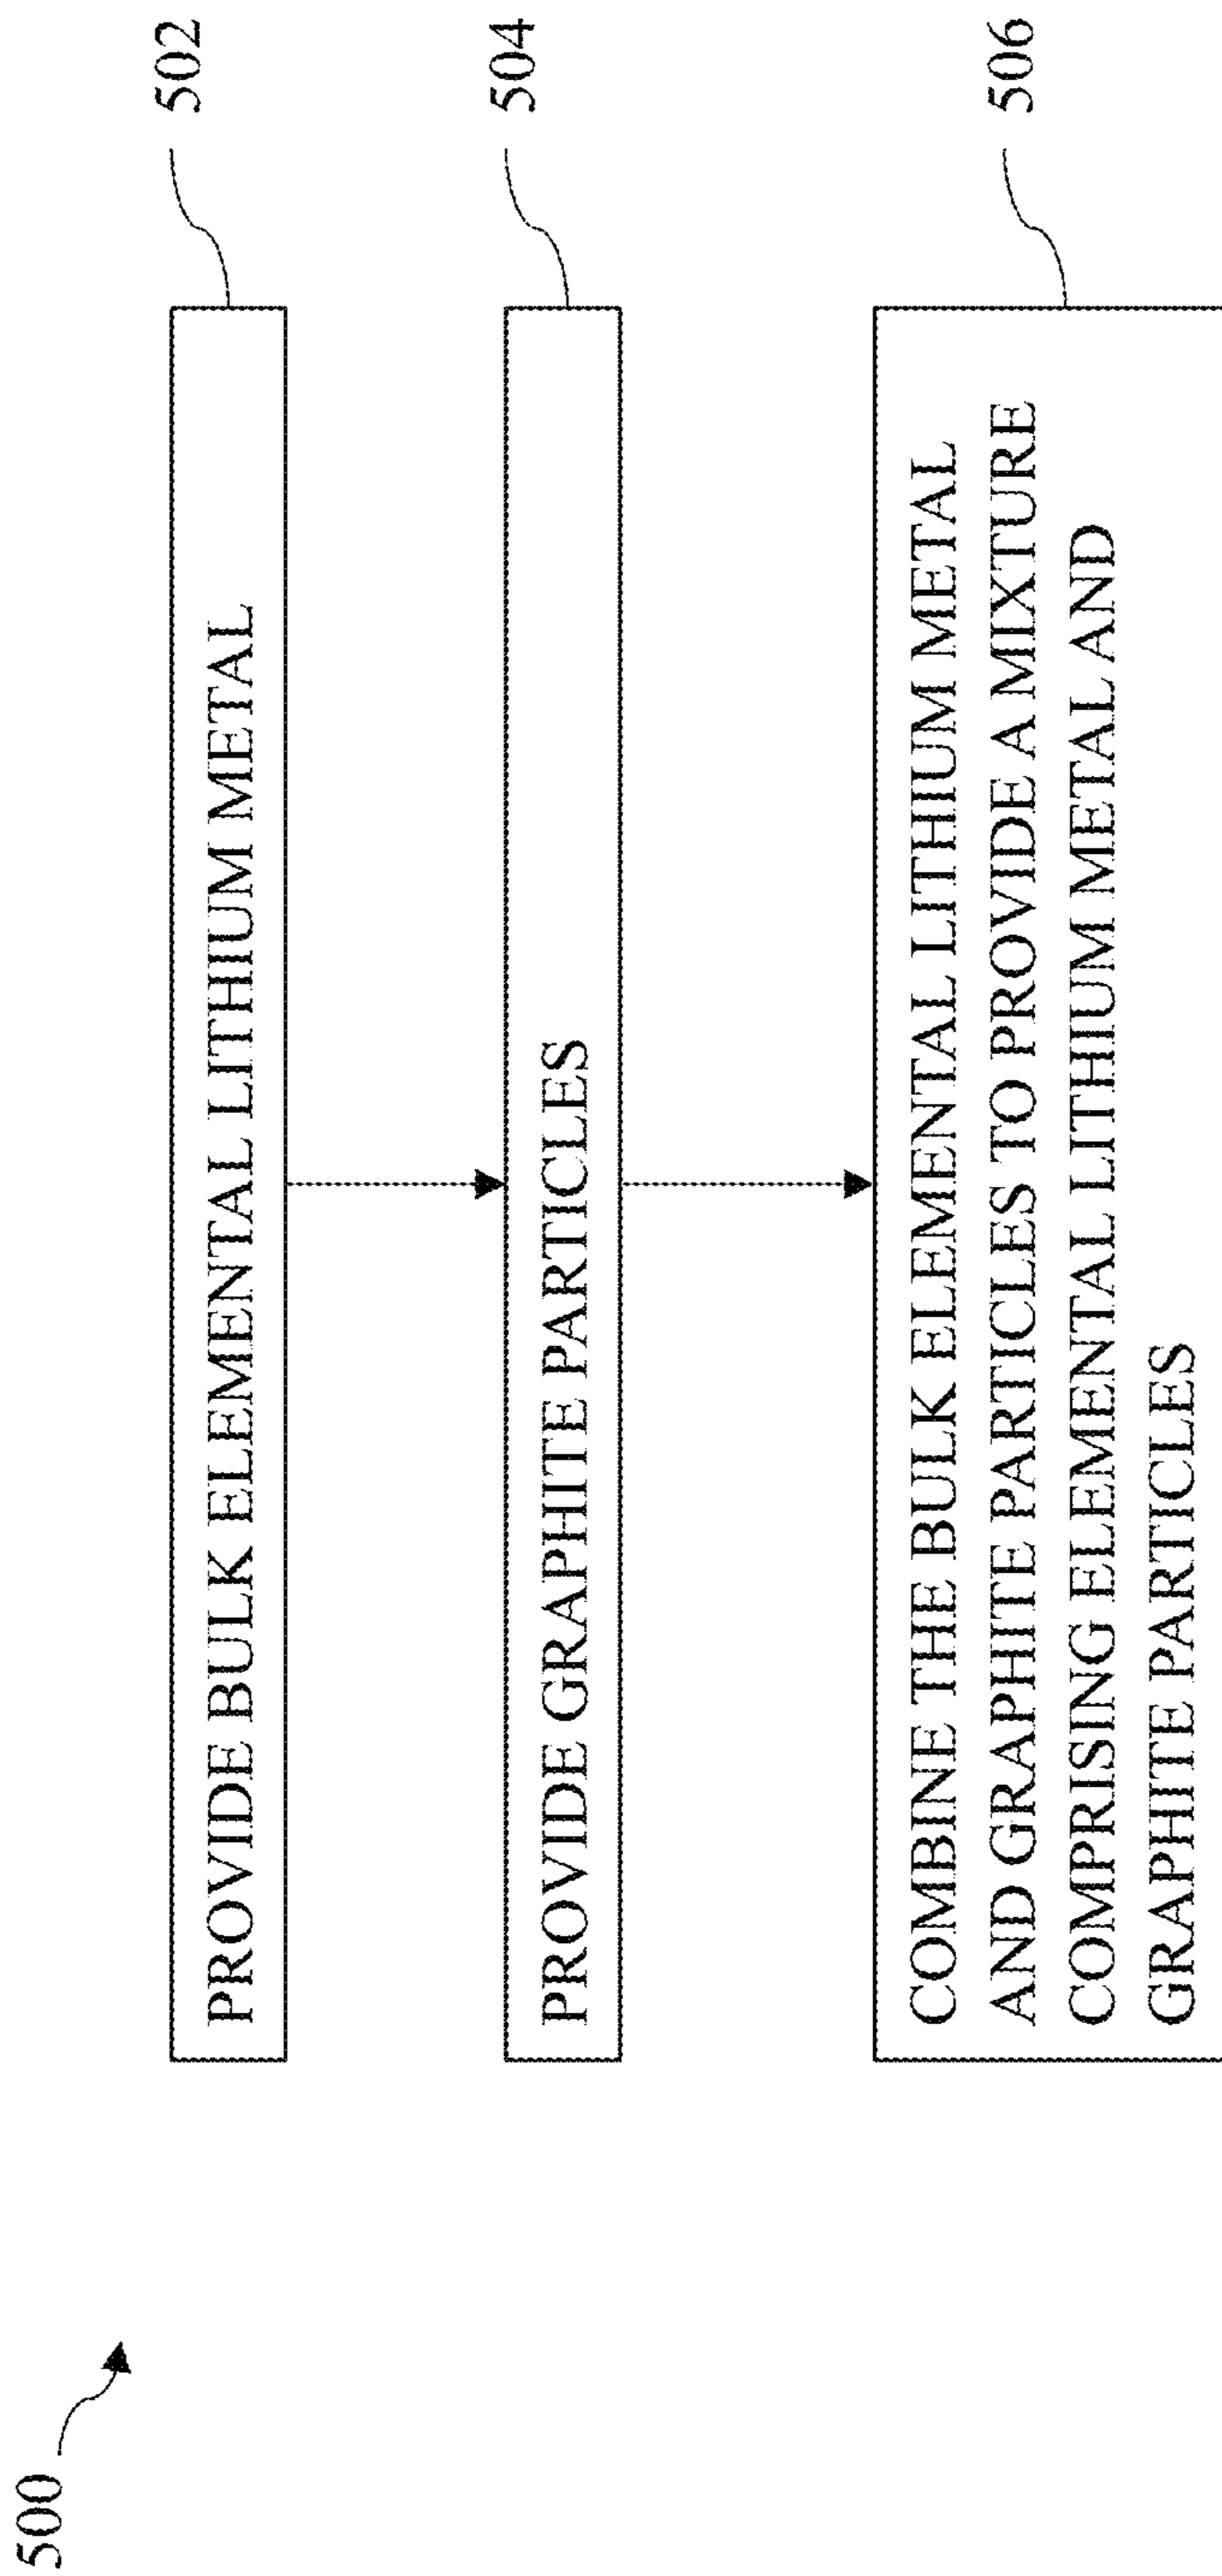 500
PROVIDE BULK ELEMENTAL LITHIUM METAL
502
PROVIDE GRAPHITE PARTICLES
504
COMBINE THE BULK ELEMENTAL LITHIUM METAL
AND GRAPHITE PARTICLES TO PROVIDE A MIXTURE
COMPRISING ELEMENTAL LITHIUM METAL AND
GRAPHITE PARTICLES
506